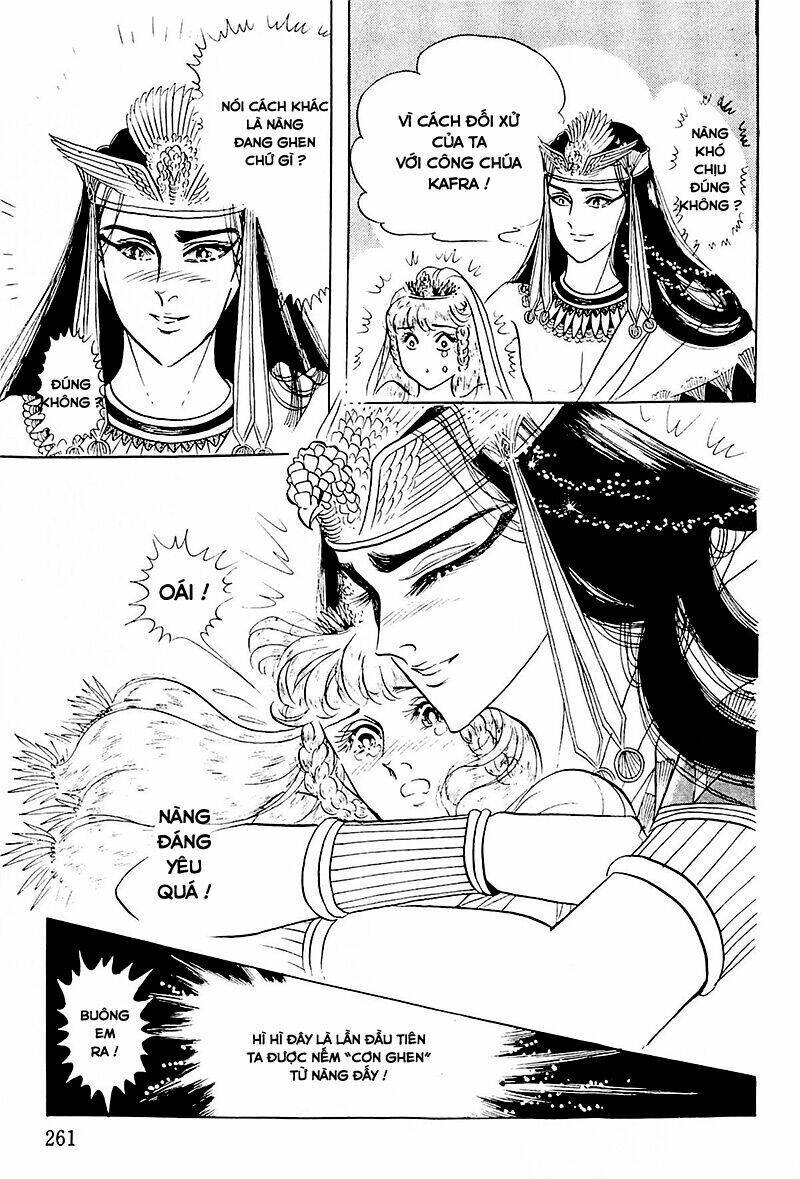 NÀNG
KHÓ
CHỊU
ĐÚNG
KHÔNG ?
VÌ CÁCH ĐỐI XỬ
CỦA TA
VỚI CÔNG CHÚA
KAFRA !
NÓI CÁCH KHÁC
LÀ NÀNG
ĐANG GHEN
CHỨ GÌ ?
ĐÚNG
KHÔNG ?
OÁI !
NÀNG
ĐÁNG
YÊU
QUÁ !
BUÔNG
EM
RA !
HÌ HÌ ĐÂY LÀ LẦN ĐẦU TIÊN
TA ĐƯỢC NẾM “CƠN GHEN”
TỪ NÀNG ĐẤY !
261